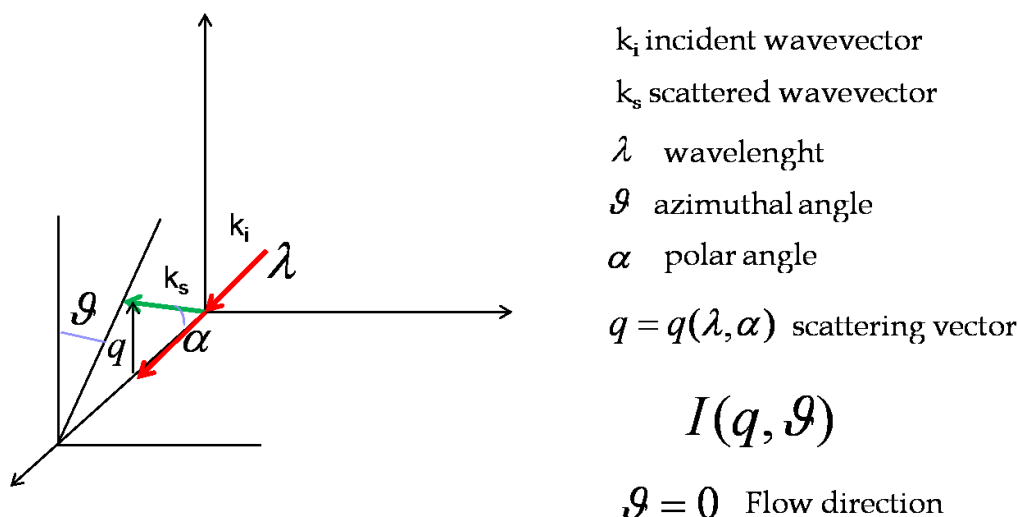 kᵢ
λ
kₛ
ϑ
q
α
kᵢ incident wavevector
kₛ scattered wavevector
λ wavelenght
ϑ azimuthal angle
α polar angle
q = q(λ, α) scattering vector
I(q, ϑ)
ϑ = 0 Flow direction